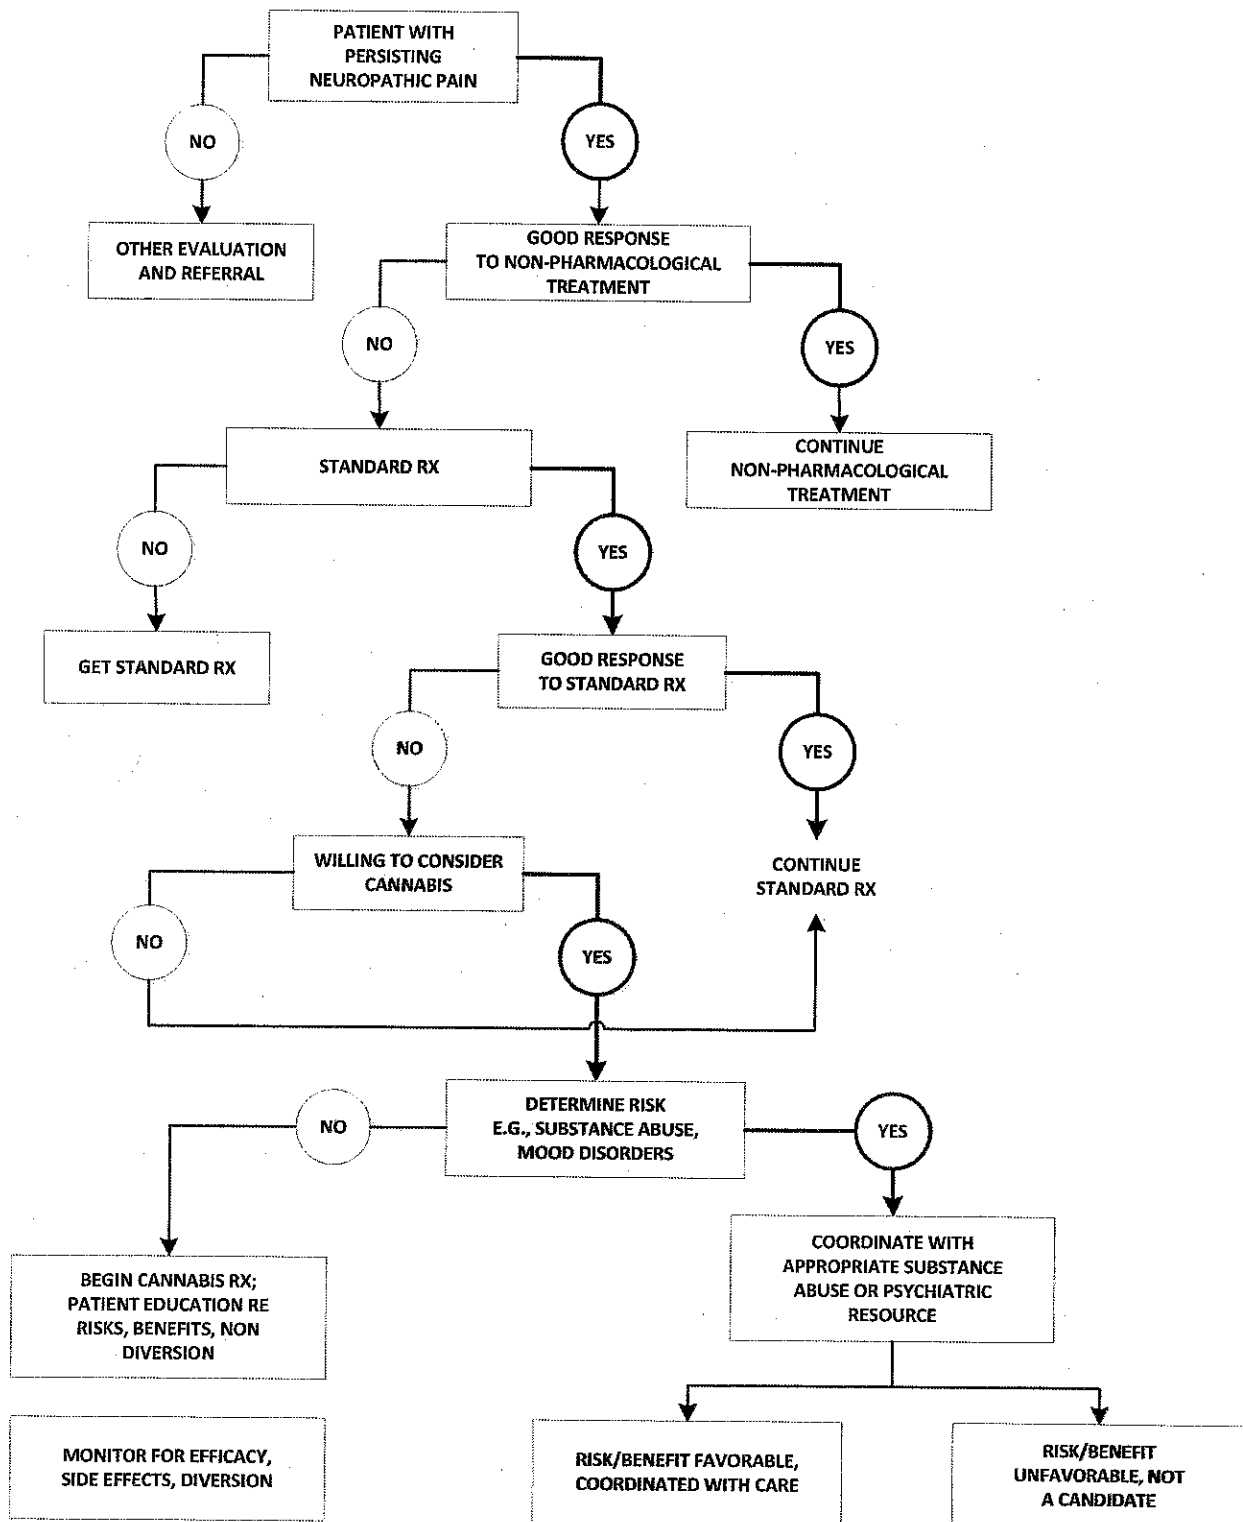 PATIENT WITH
PERSISTING
NEUROPATHIC PAIN
NO
YES
OTHER EVALUATION
AND REFERRAL
GOOD RESPONSE
TO NON-PHARMACOLOGICAL
TREATMENT
NO
YES
STANDARD RX
CONTINUE
NON-PHARMACOLOGICAL
TREATMENT
NO
YES
GET STANDARD RX
GOOD RESPONSE
TO STANDARD RX
NO
YES
WILLING TO CONSIDER
CANNABIS
CONTINUE
STANDARD RX
NO
YES
DETERMINE RISK
E.G., SUBSTANCE ABUSE,
MOOD DISORDERS
NO
YES
BEGIN CANNABIS RX;
PATIENT EDUCATION RE
RISKS, BENEFITS, NON
DIVERSION
COORDINATE WITH
APPROPRIATE SUBSTANCE
ABUSE OR PSYCHIATRIC
RESOURCE
MONITOR FOR EFFICACY,
SIDE EFFECTS, DIVERSION
RISK/BENEFIT FAVORABLE,
COORDINATED WITH CARE
RISK/BENEFIT
UNFAVORABLE, NOT
A CANDIDATE